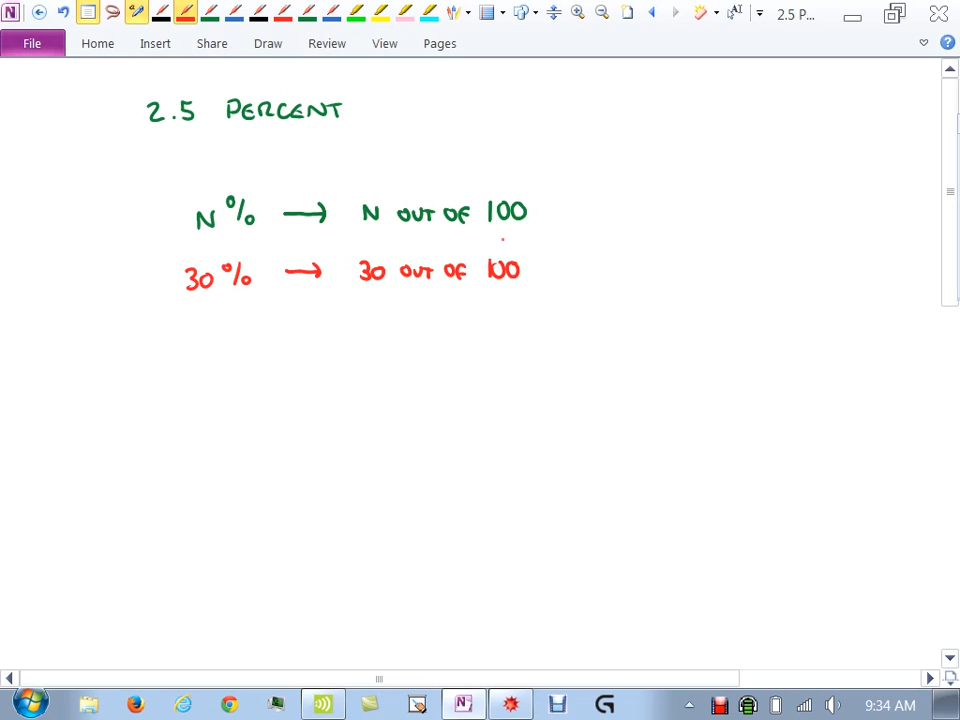 2.5 P...
File Home Insert Share Draw Review View Pages
2.5 PERCENT
N % → N OUT OF 100
30 % → 30 OUT OF 100
9:34 AM